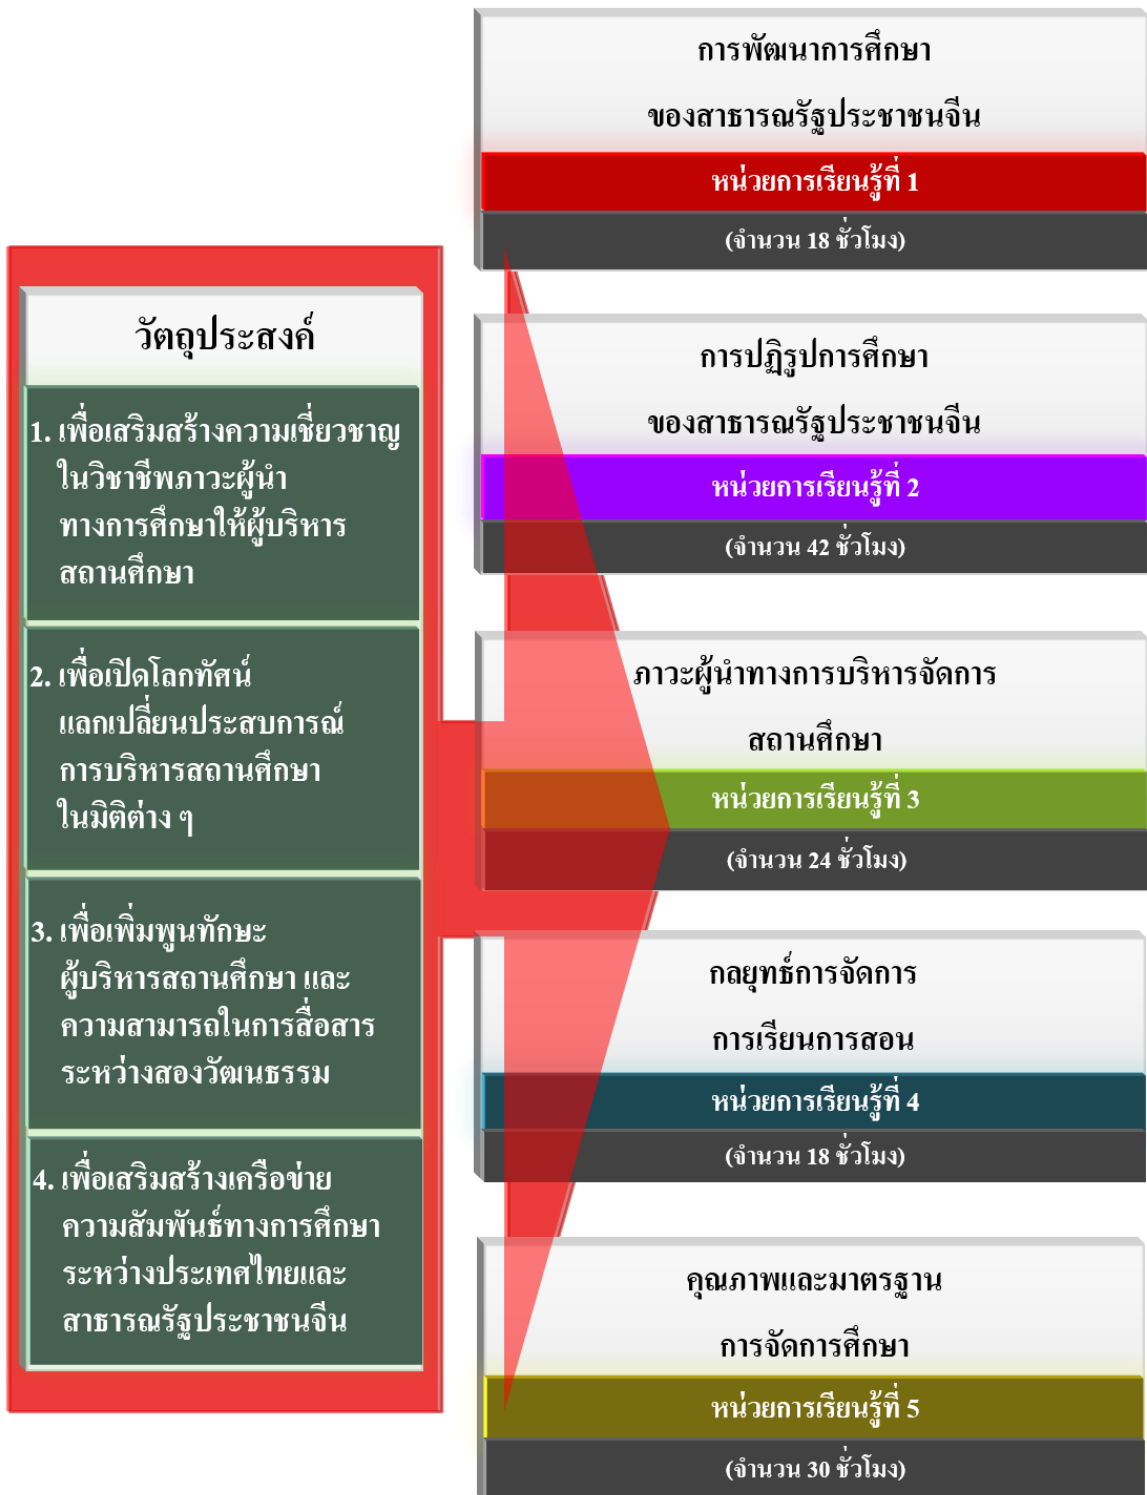 วัตถุประสงค์
1. เพื่อเสริมสร้างความเชี่ยวชาญ
ในวิชาชีพภาวะผู้นำ
ทางการศึกษาให้ผู้บริหาร
สถานศึกษา
2. เพื่อเปิดโลกทัศน์
แลกเปลี่ยนประสบการณ์
การบริหารสถานศึกษา
ในมิติต่าง ๆ
3. เพื่อเพิ่มพูนทักษะ
ผู้บริหารสถานศึกษา และ
ความสามารถในการสื่อสาร
ระหว่างสองวัฒนธรรม
4. เพื่อเสริมสร้างเครือข่าย
ความสัมพันธ์ทางการศึกษา
ระหว่างประเทศไทยและ
สาธารณรัฐประชาชนจีน
การพัฒนาการศึกษา
ของสาธารณรัฐประชาชนจีน
หน่วยการเรียนรู้ที่ 1
(จำนวน 18 ชั่วโมง)
การปฏิรูปการศึกษา
ของสาธารณรัฐประชาชนจีน
หน่วยการเรียนรู้ที่ 2
(จำนวน 42 ชั่วโมง)
ภาวะผู้นำทางการบริหารจัดการ
สถานศึกษา
หน่วยการเรียนรู้ที่ 3
(จำนวน 24 ชั่วโมง)
กลยุทธ์การจัดการ
การเรียนการสอน
หน่วยการเรียนรู้ที่ 4
(จำนวน 18 ชั่วโมง)
คุณภาพและมาตรฐาน
การจัดการศึกษา
หน่วยการเรียนรู้ที่ 5
(จำนวน 30 ชั่วโมง)